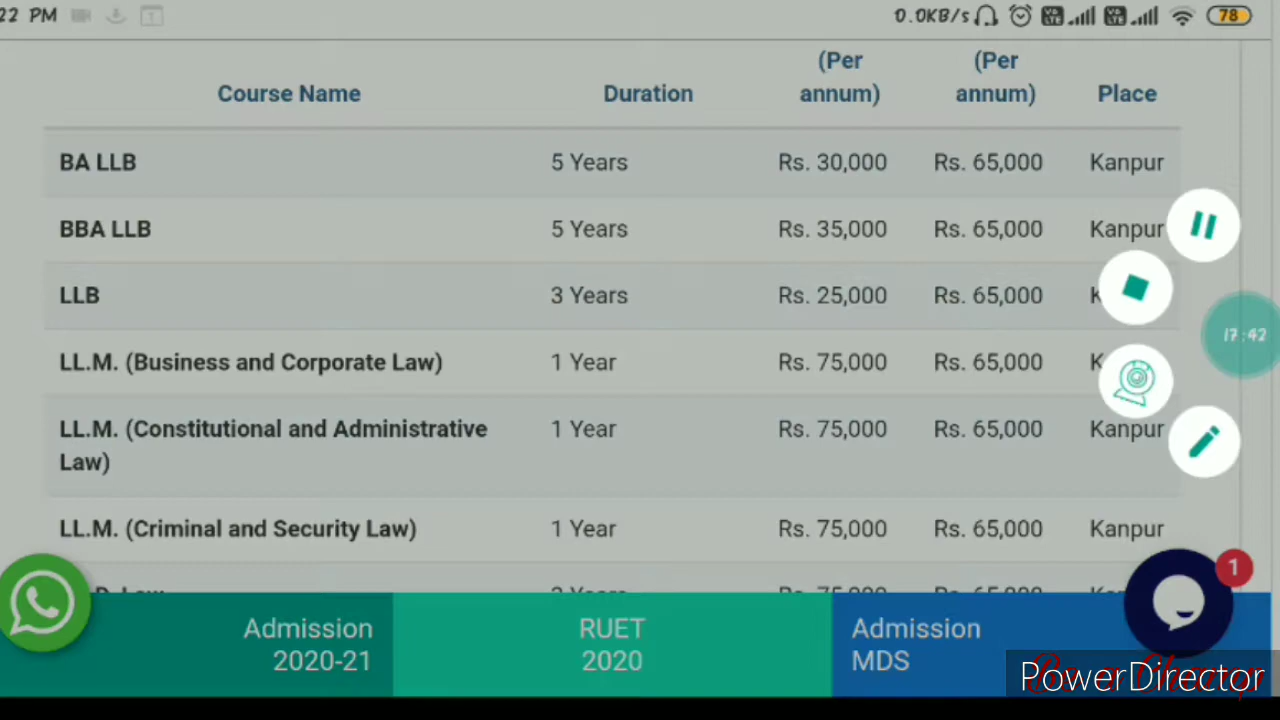 22 PM 0.0KB/s 78
(Per (Per
Course Name Duration annum) annum) Place
BA LLB 5 Years Rs. 30,000 Rs. 65,000 Kanpur
BBA LLB 5 Years Rs. 35,000 Rs. 65,000 Kanpur
LLB 3 Years Rs. 25,000 Rs. 65,000 K
17:42
LL.M. (Business and Corporate Law) 1 Year Rs. 75,000 Rs. 65,000 K
LL.M. (Constitutional and Administrative 1 Year Rs. 75,000 Rs. 65,000 Kanpur
Law)
LL.M. (Criminal and Security Law) 1 Year Rs. 75,000 Rs. 65,000 Kanpur
1
Admission RUET Admission
2020-21 2020 MDS
PowerDirector